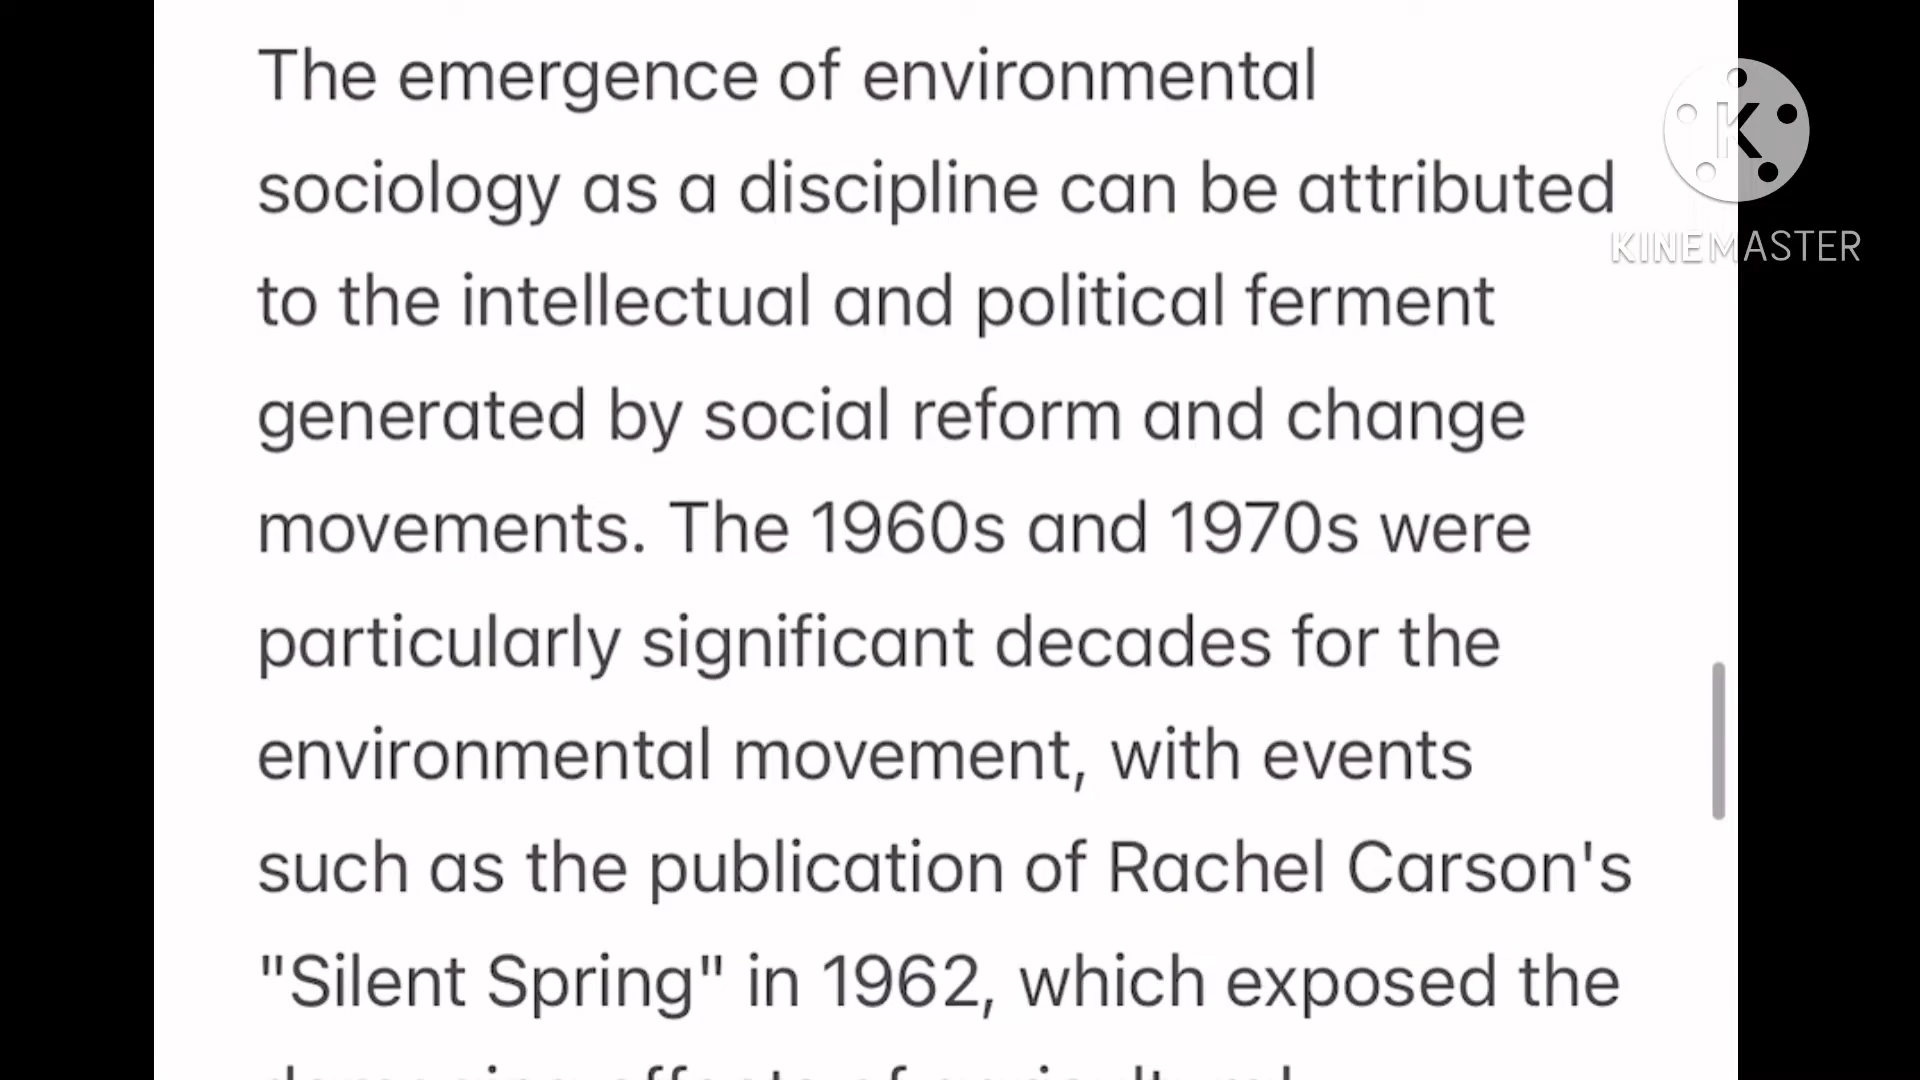 The emergence of environmental
sociology as a discipline can be attributed
to the intellectual and political ferment
generated by social reform and change
movements. The 1960s and 1970s were
particularly significant decades for the
environmental movement, with events
such as the publication of Rachel Carson's
"Silent Spring" in 1962, which exposed the
K
KINEMASTER